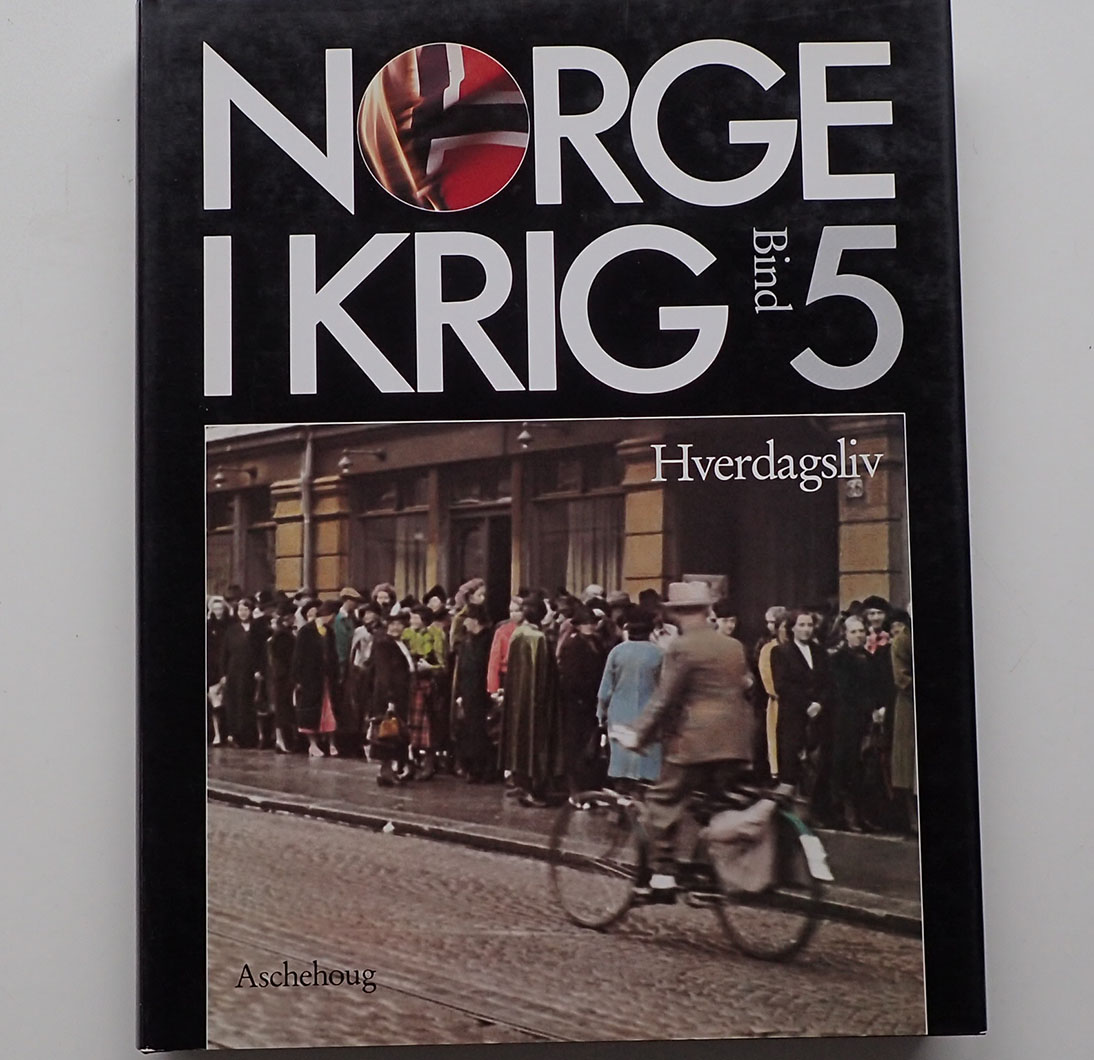 NORGE
I KRIG
Bind 5
Hverdagsliv
Aschehoug